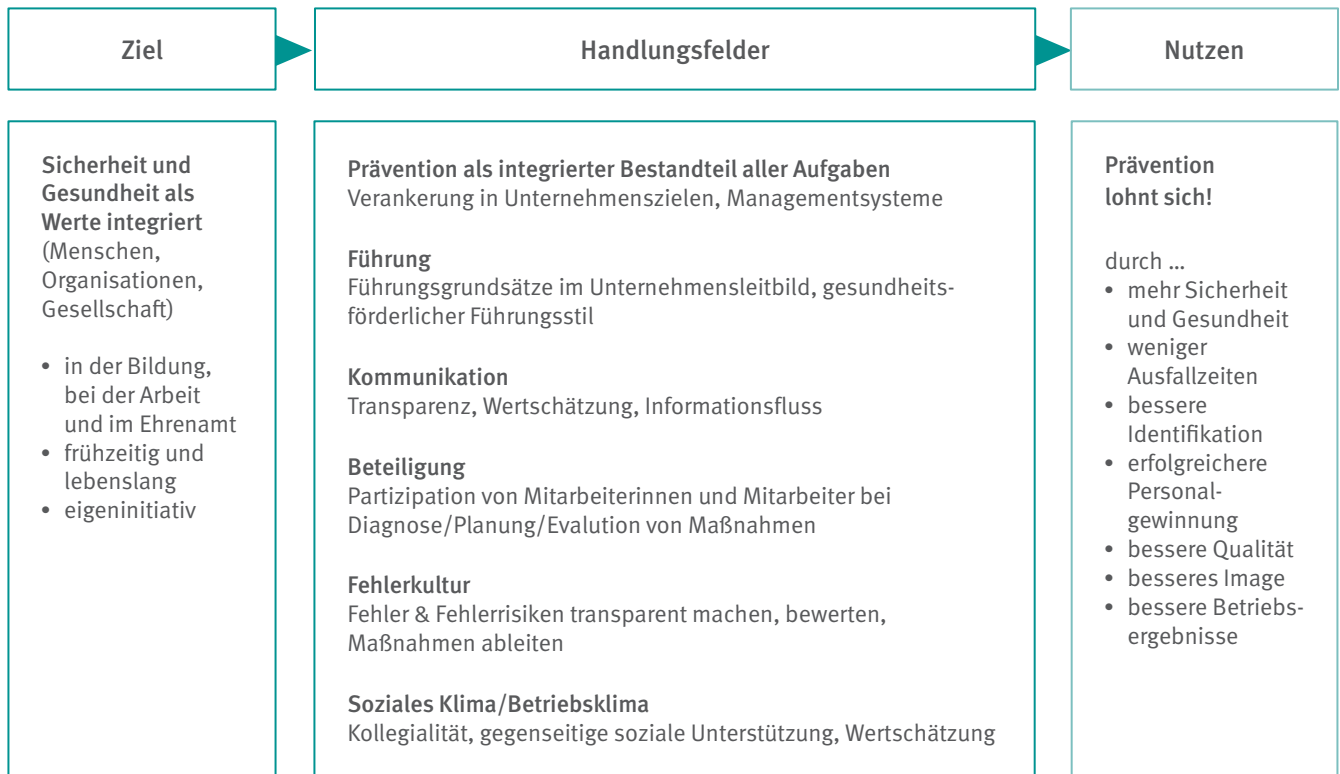 Ziel
Handlungsfelder
Nutzen
Sicherheit und
Gesundheit als
Werte integriert
(Menschen,
Organisationen,
Gesellschaft)
• in der Bildung,
bei der Arbeit
und im Ehrenamt
• frühzeitig und
lebenslang
• eigeninitiativ
Prävention als integrierter Bestandteil aller Aufgaben
Verankerung in Unternehmenszielen, Managementsysteme
Führung
Führungsgrundsätze im Unternehmensleitbild, gesundheits-
förderlicher Führungsstil
Kommunikation
Transparenz, Wertschätzung, Informationsfluss
Beteiligung
Partizipation von Mitarbeiterinnen und Mitarbeiter bei
Diagnose/Planung/Evalution von Maßnahmen
Fehlerkultur
Fehler & Fehlerrisiken transparent machen, bewerten,
Maßnahmen ableiten
Soziales Klima/Betriebsklima
Kollegialität, gegenseitige soziale Unterstützung, Wertschätzung
Prävention
lohnt sich!
durch ...
• mehr Sicherheit
und Gesundheit
• weniger
Ausfallzeiten
• bessere
Identifikation
• erfolgreichere
Personal-
gewinnung
• bessere Qualität
• besseres Image
• bessere Betriebs-
ergebnisse